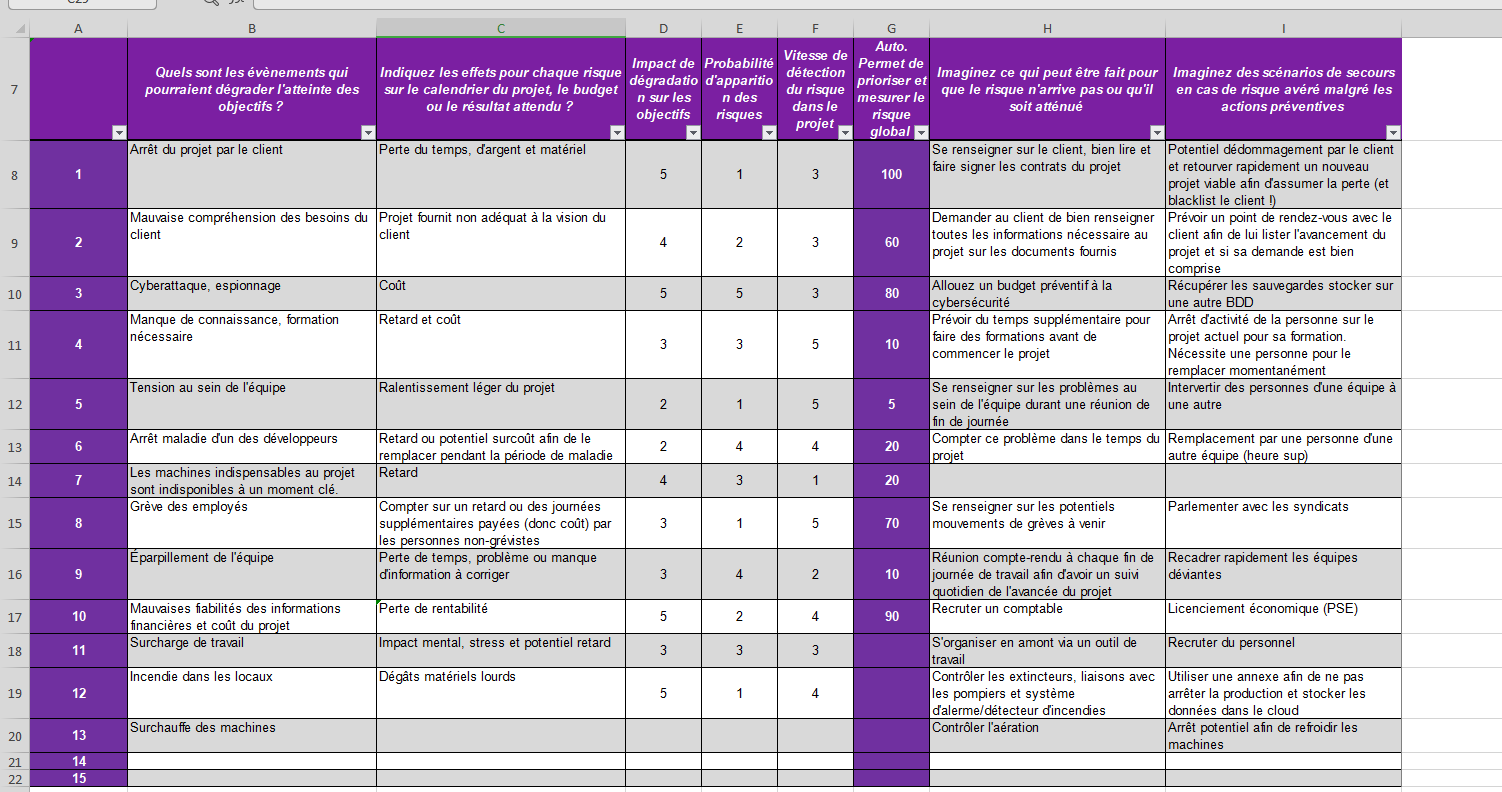 A B C D E F G H I
7
Quels sont les évènements qui
pourraient dégrader l'atteinte des
objectifs ?
Indiquez les effets pour chaque risque
sur le calendrier du projet, le budget
ou le résultat attendu ?
Impact de
dégradatio
n sur les
objectifs
Probabilité
d'apparitio
n des
risques
Vitesse de
détection
du risque
dans le
projet
Auto.
Permet de
prioriser et
mesurer le
risque
global
Imaginez ce qui peut être fait pour
que le risque n'arrive pas ou qu'il
soit atténué
Imaginez des scénarios de secours
en cas de risque avéré malgré les
actions préventives
8
1
Arrêt du projet par le client
Perte du temps, d'argent et matériel
5
1
3
100
Se renseigner sur le client, bien lire et
faire signer les contrats du projet
Potentiel dédommagement par le client
et retourver rapidement un nouveau
projet viable afin d'assumer la perte (et
blacklist le client !)
9
2
Mauvaise compréhension des besoins du
client
Projet fournit non adéquat à la vision du
client
4
2
3
60
Demander au client de bien renseigner
toutes les informations nécessaire au
projet sur les documents fournis
Prévoir un point de rendez-vous avec le
client afin de lui lister l'avancement du
projet et si sa demande est bien
comprise
10
3
Cyberattaque, espionnage
Coût
5
5
3
80
Allouez un budget préventif à la
cybersécurité
Récupérer les sauvegardes stocker sur
une autre BDD
11
4
Manque de connaissance, formation
nécessaire
Retard et coût
3
3
5
10
Prévoir du temps supplémentaire pour
faire des formations avant de
commencer le projet
Arrêt d'activité de la personne sur le
projet actuel pour sa formation.
Nécessite une personne pour le
remplacer momentanément
12
5
Tension au sein de l'équipe
Ralentissement léger du projet
2
1
5
5
Se renseigner sur les problèmes au
sein de l'équipe durant une réunion de
fin de journée
Intervertir des personnes d'une équipe à
une autre
13
6
Arrêt maladie d'un des développeurs
Retard ou potentiel surcoût afin de le
remplacer pendant la période de maladie
2
4
4
20
Compter ce problème dans le temps du
projet
Remplacement par une personne d'une
autre équipe (heure sup)
14
7
Les machines indispensables au projet
sont indisponibles à un moment clé.
Retard
4
3
1
20
15
8
Grève des employés
Compter sur un retard ou des journées
supplémentaires payées (donc coût) par
les personnes non-grévistes
3
1
5
70
Se renseigner sur les potentiels
mouvements de grèves à venir
Parlementer avec les syndicats
16
9
Éparpillement de l'équipe
Perte de temps, problème ou manque
d'information à corriger
3
4
2
10
Réunion compte-rendu à chaque fin de
journée de travail afin d'avoir un suivi
quotidien de l'avancée du projet
Recadrer rapidement les équipes
déviantes
17
10
Mauvaises fiabilités des informations
financières et coût du projet
Perte de rentabilité
5
2
4
90
Recruter un comptable
Licenciement économique (PSE)
18
11
Surcharge de travail
Impact mental, stress et potentiel retard
3
3
3
S'organiser en amont via un outil de
travail
Recruter du personnel
19
12
Incendie dans les locaux
Dégâts matériels lourds
5
1
4
Contrôler les extincteurs, liaisons avec
les pompiers et système
d'alerme/détecteur d'incendies
Utiliser une annexe afin de ne pas
arrêter la production et stocker les
données dans le cloud
20
13
Surchauffe des machines
Contrôler l'aération
Arrêt potentiel afin de refroidir les
machines
21
14
22
15